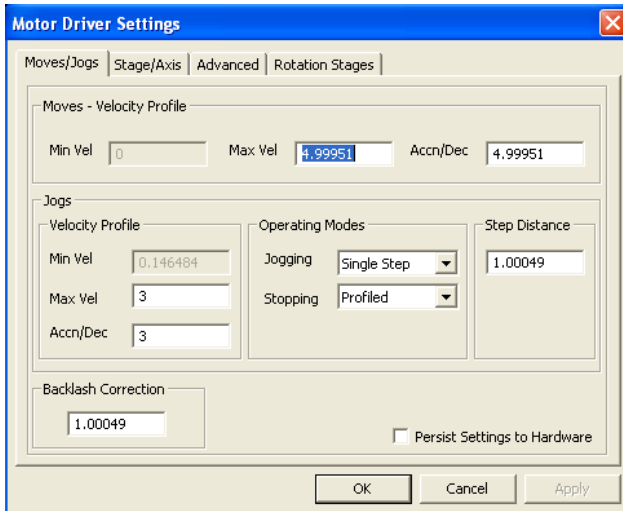 Motor Driver Settings
Moves/Jogs Stage/Axis Advanced Rotation Stages
Moves - Velocity Profile
Min Vel 0 Max Vel 4.99951 Accn/Dec 4.99951
Jogs
Velocity Profile Operating Modes Step Distance
Min Vel 0.146484 Jogging Single Step 1.00049
Max Vel 3 Stopping Profiled
Accn/Dec 3
Backlash Correction
1.00049
Persist Settings to Hardware
OK Cancel Apply